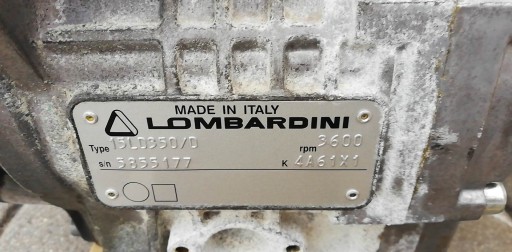 MADE IN ITALY
LOMBARDINI
Type 15LD350/D rpm 3600
s/n 5855177 K 4A61X1